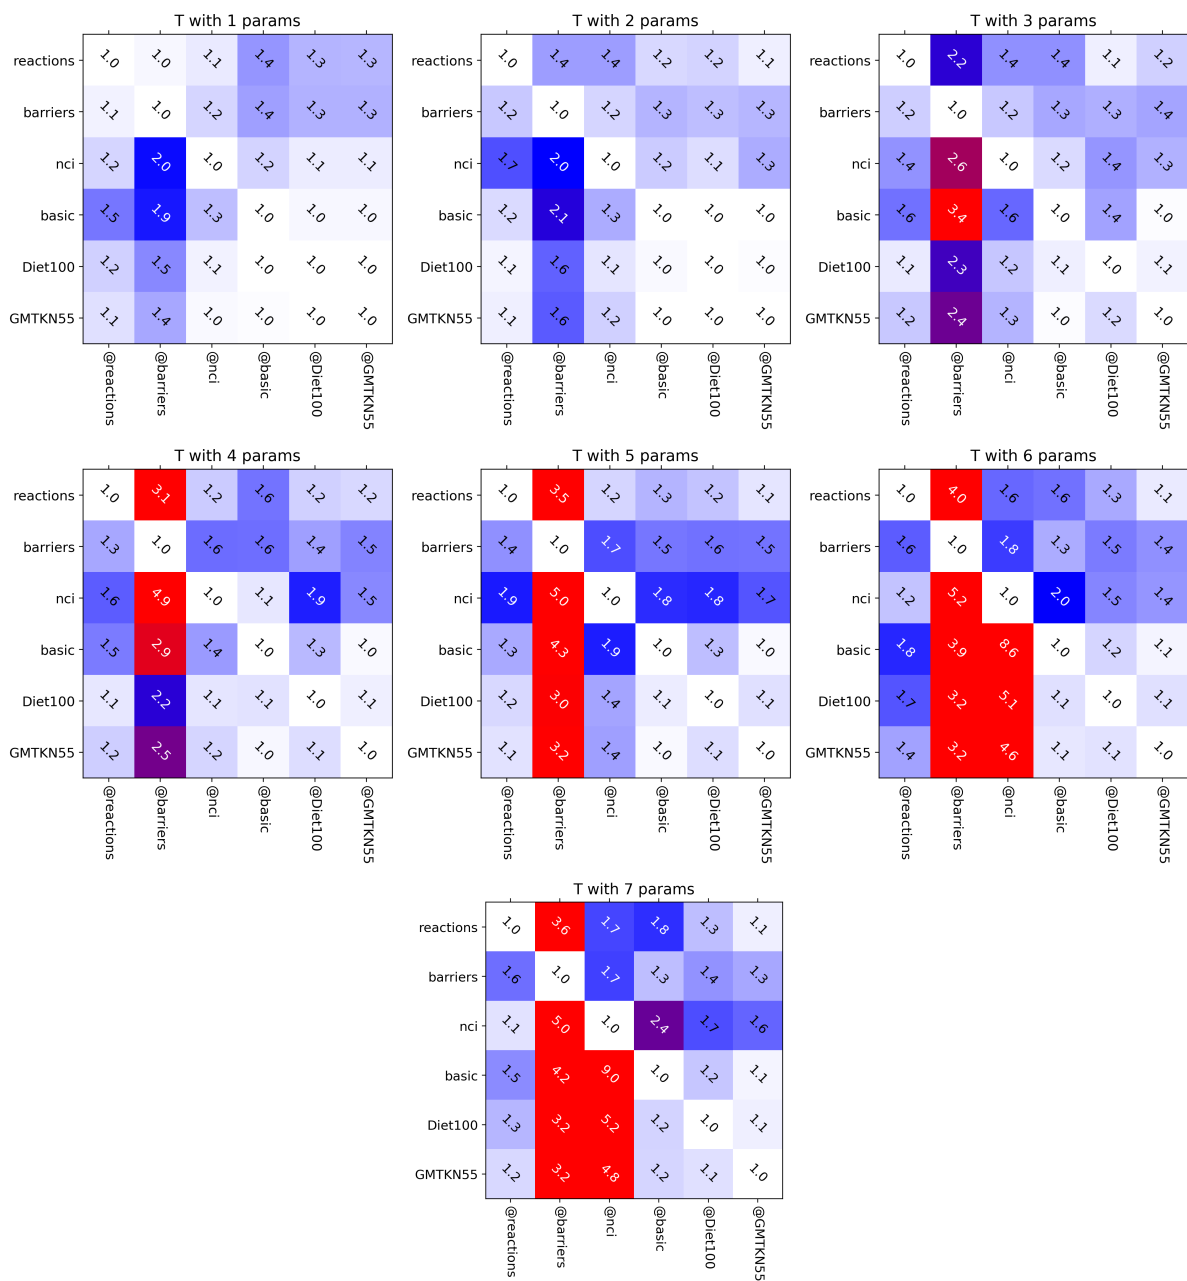 T with 1 params
reactions 1.0 1.0 1.1 1.4 1.3 1.3
barriers 1.1 1.0 1.2 1.4 1.3 1.3
nci 1.2 2.0 1.0 1.2 1.1 1.1
basic 1.5 1.9 1.3 1.0 1.0 1.0
Diet100 1.2 1.5 1.1 1.0 1.0 1.0
GMTKN55 1.1 1.4 1.0 1.0 1.0 1.0
@reactions @barriers @nci @basic @Diet100 @GMTKN55
T with 2 params
reactions 1.0 1.4 1.4 1.2 1.2 1.1
barriers 1.2 1.0 1.2 1.3 1.3 1.3
nci 1.7 2.0 1.0 1.2 1.1 1.3
basic 1.2 2.1 1.3 1.0 1.0 1.0
Diet100 1.1 1.6 1.1 1.0 1.0 1.0
GMTKN55 1.1 1.6 1.2 1.0 1.0 1.0
@reactions @barriers @nci @basic @Diet100 @GMTKN55
T with 3 params
reactions 1.0 2.2 1.4 1.4 1.1 1.2
barriers 1.2 1.0 1.2 1.3 1.3 1.4
nci 1.4 2.6 1.0 1.2 1.4 1.3
basic 1.6 3.4 1.6 1.0 1.4 1.0
Diet100 1.1 2.3 1.2 1.1 1.0 1.1
GMTKN55 1.2 2.4 1.3 1.0 1.2 1.0
@reactions @barriers @nci @basic @Diet100 @GMTKN55
T with 4 params
reactions 1.0 3.1 1.2 1.6 1.2 1.2
barriers 1.3 1.0 1.6 1.6 1.4 1.5
nci 1.6 4.9 1.0 1.1 1.9 1.5
basic 1.5 2.9 1.4 1.0 1.3 1.0
Diet100 1.1 2.2 1.1 1.1 1.0 1.1
GMTKN55 1.2 2.5 1.2 1.0 1.1 1.0
@reactions @barriers @nci @basic @Diet100 @GMTKN55
T with 5 params
reactions 1.0 3.5 1.2 1.3 1.2 1.1
barriers 1.4 1.0 1.7 1.5 1.6 1.5
nci 1.9 5.0 1.0 1.8 1.8 1.7
basic 1.3 4.3 1.9 1.0 1.3 1.0
Diet100 1.2 3.0 1.4 1.1 1.0 1.1
GMTKN55 1.1 3.2 1.4 1.0 1.1 1.0
@reactions @barriers @nci @basic @Diet100 @GMTKN55
T with 6 params
reactions 1.0 4.0 1.6 1.6 1.3 1.1
barriers 1.6 1.0 1.8 1.3 1.5 1.4
nci 1.2 5.2 1.0 2.0 1.5 1.4
basic 1.8 3.9 8.6 1.0 1.2 1.1
Diet100 1.7 3.2 5.1 1.1 1.0 1.1
GMTKN55 1.4 3.2 4.6 1.1 1.1 1.0
@reactions @barriers @nci @basic @Diet100 @GMTKN55
T with 7 params
reactions 1.0 3.6 1.7 1.8 1.3 1.1
barriers 1.6 1.0 1.7 1.3 1.4 1.3
nci 1.1 5.0 1.0 2.4 1.7 1.6
basic 1.5 4.2 9.0 1.0 1.2 1.1
Diet100 1.3 3.2 5.2 1.2 1.0 1.1
GMTKN55 1.2 3.2 4.8 1.2 1.1 1.0
@reactions @barriers @nci @basic @Diet100 @GMTKN55